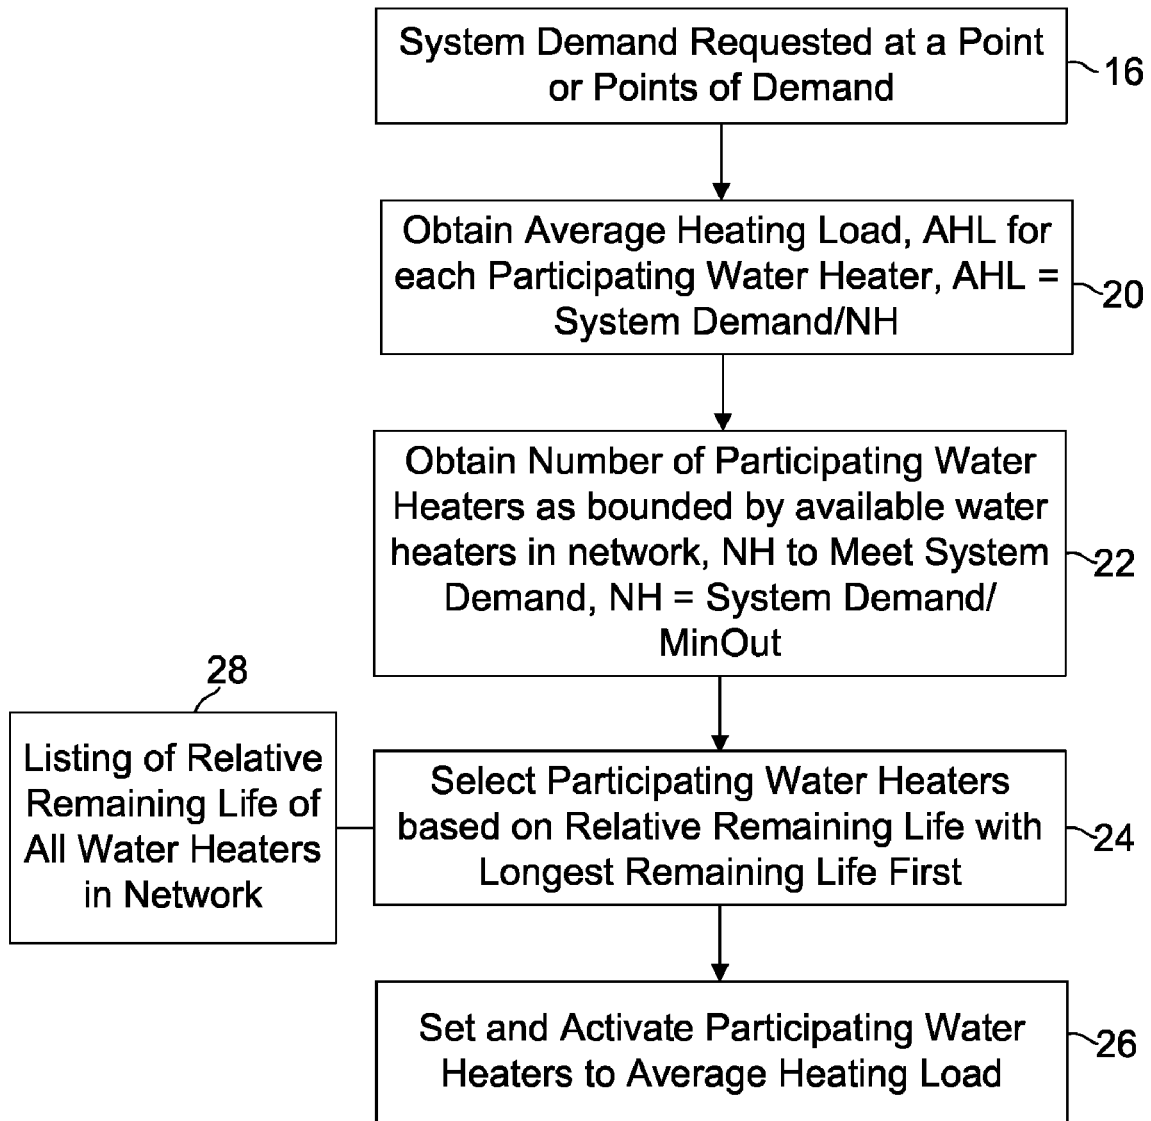 System Demand Requested at a Point
or Points of Demand
16
Obtain Average Heating Load, AHL for
each Participating Water Heater, AHL =
System Demand/NH
20
Obtain Number of Participating Water
Heaters as bounded by available water
heaters in network, NH to Meet System
Demand, NH = System Demand/
MinOut
22
28
Listing of Relative
Remaining Life of
All Water Heaters
in Network
Select Participating Water Heaters
based on Relative Remaining Life with
Longest Remaining Life First
24
Set and Activate Participating Water
Heaters to Average Heating Load
26